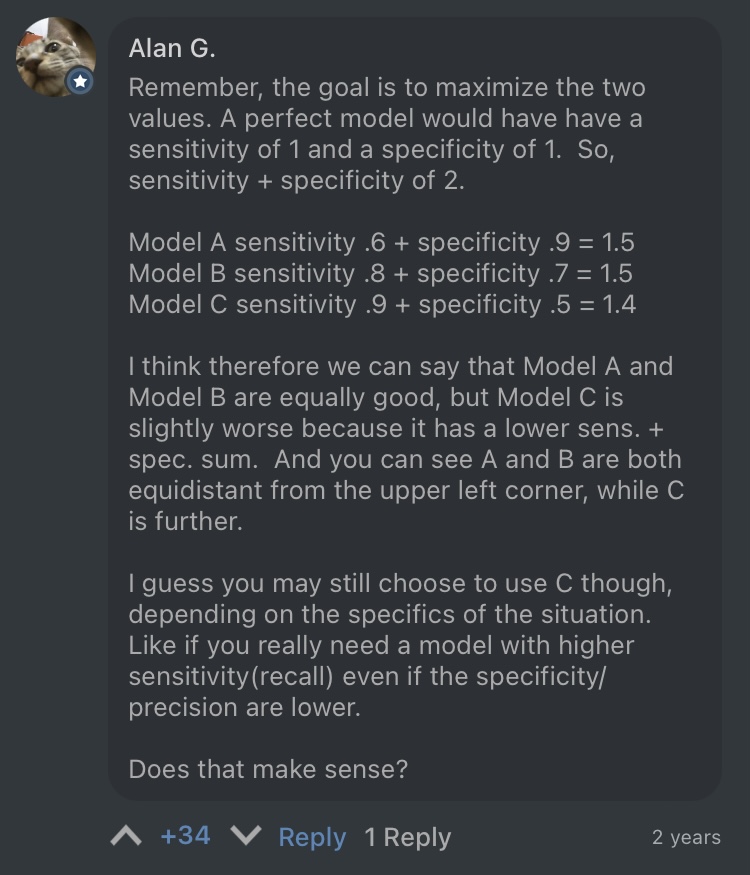 Alan G.
Remember, the goal is to maximize the two
values. A perfect model would have have a
sensitivity of 1 and a specificity of 1.  So,
sensitivity + specificity of 2.
Model A sensitivity .6 + specificity .9 = 1.5
Model B sensitivity .8 + specificity .7 = 1.5
Model C sensitivity .9 + specificity .5 = 1.4
I think therefore we can say that Model A and
Model B are equally good, but Model C is
slightly worse because it has a lower sens. +
spec. sum.  And you can see A and B are both
equidistant from the upper left corner, while C
is further.
I guess you may still choose to use C though,
depending on the specifics of the situation.
Like if you really need a model with higher
sensitivity(recall) even if the specificity/
precision are lower.
Does that make sense?
+34 Reply 1 Reply 2 years